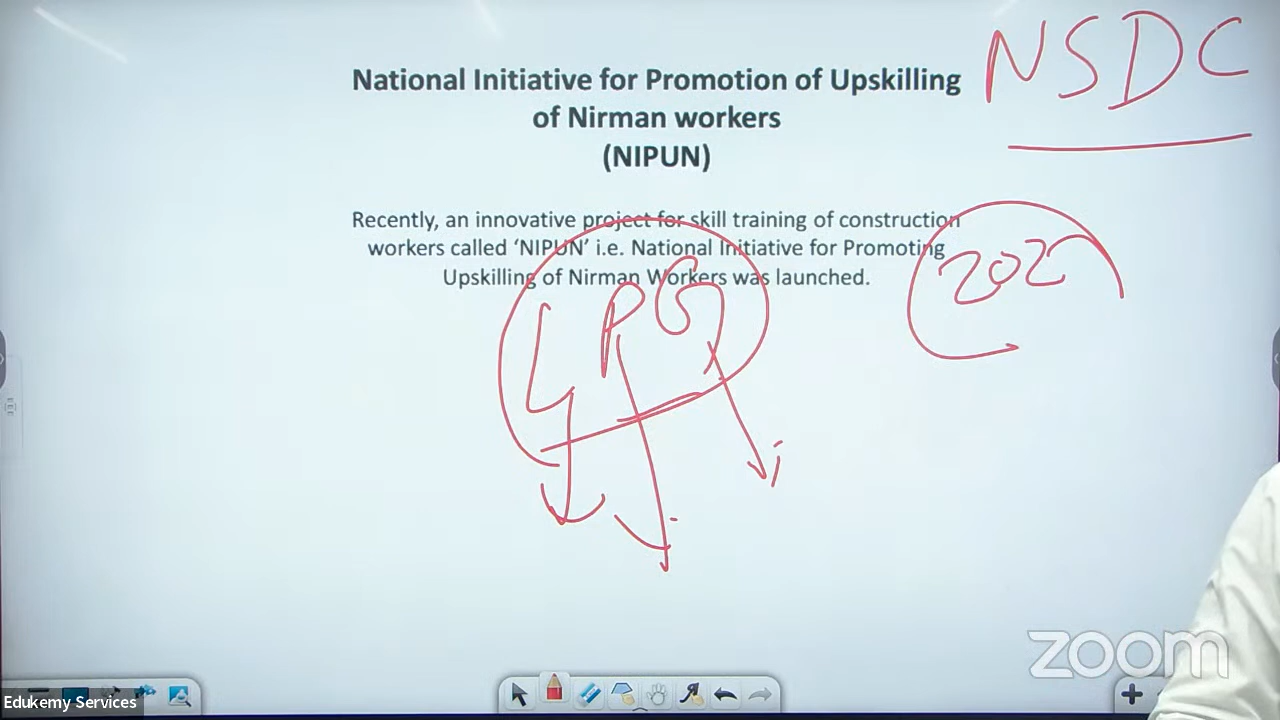 NSDC
National Initiative for Promotion of Upskilling
of Nirman workers
(NIPUN)
Recently, an innovative project for skill training of construction
workers called ‘NIPUN’ i.e. National Initiative for Promoting
Upskilling of Nirman Workers was launched.
LPG
zoom
Edukemy Services